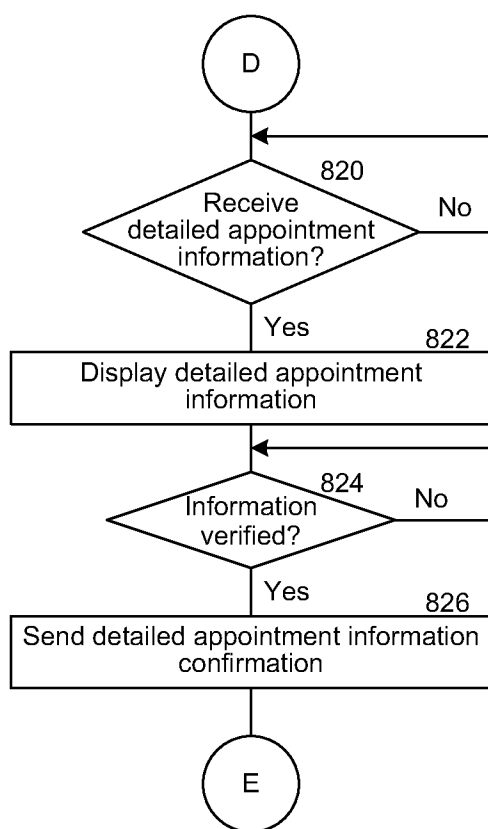 D
820
Receive
detailed appointment
information?
No
Yes
822
Display detailed appointment
information
824
Information
verified?
No
Yes
826
Send detailed appointment information
confirmation
E